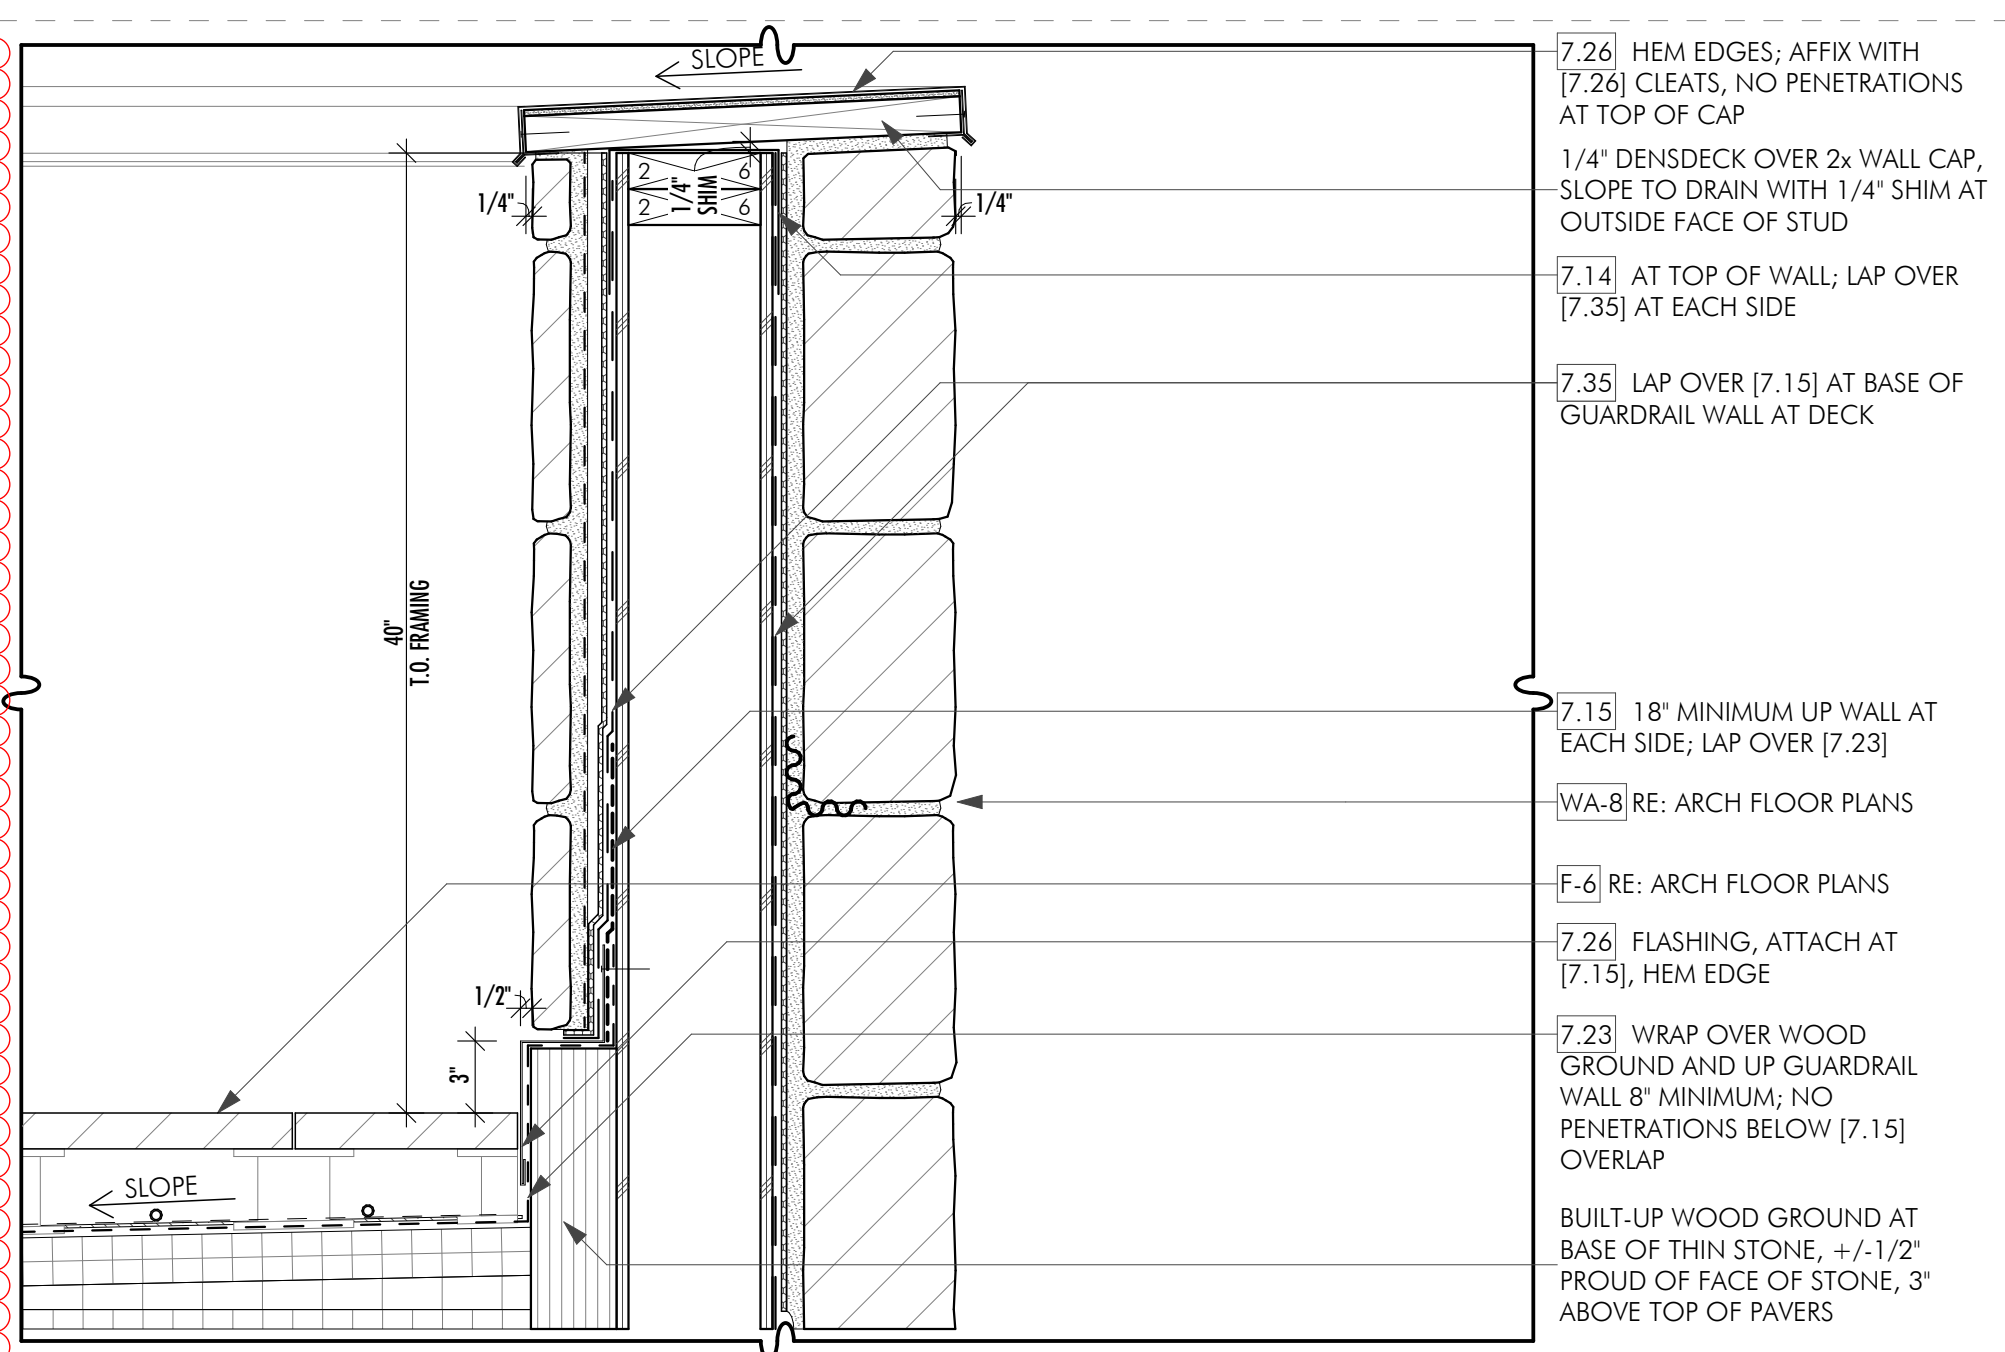 SLOPE
7.26 HEM EDGES; AFFIX WITH
[7.26] CLEATS, NO PENETRATIONS
AT TOP OF CAP
1/4" DENSDECK OVER 2x WALL CAP,
SLOPE TO DRAIN WITH 1/4" SHIM AT
OUTSIDE FACE OF STUD
2 6
2 6
1/4"
SHIM
1/4"
1/4"
7.14 AT TOP OF WALL; LAP OVER
[7.35] AT EACH SIDE
7.35 LAP OVER [7.15] AT BASE OF
GUARDRAIL WALL AT DECK
40"
T.O. FRAMING
7.15 18" MINIMUM UP WALL AT
EACH SIDE; LAP OVER [7.23]
WA-8 RE: ARCH FLOOR PLANS
F-6 RE: ARCH FLOOR PLANS
7.26 FLASHING, ATTACH AT
[7.15], HEM EDGE
1/2"
3"
7.23 WRAP OVER WOOD
GROUND AND UP GUARDRAIL
WALL 8" MINIMUM; NO
PENETRATIONS BELOW [7.15]
OVERLAP
SLOPE
BUILT-UP WOOD GROUND AT
BASE OF THIN STONE, +/-1/2"
PROUD OF FACE OF STONE, 3"
ABOVE TOP OF PAVERS